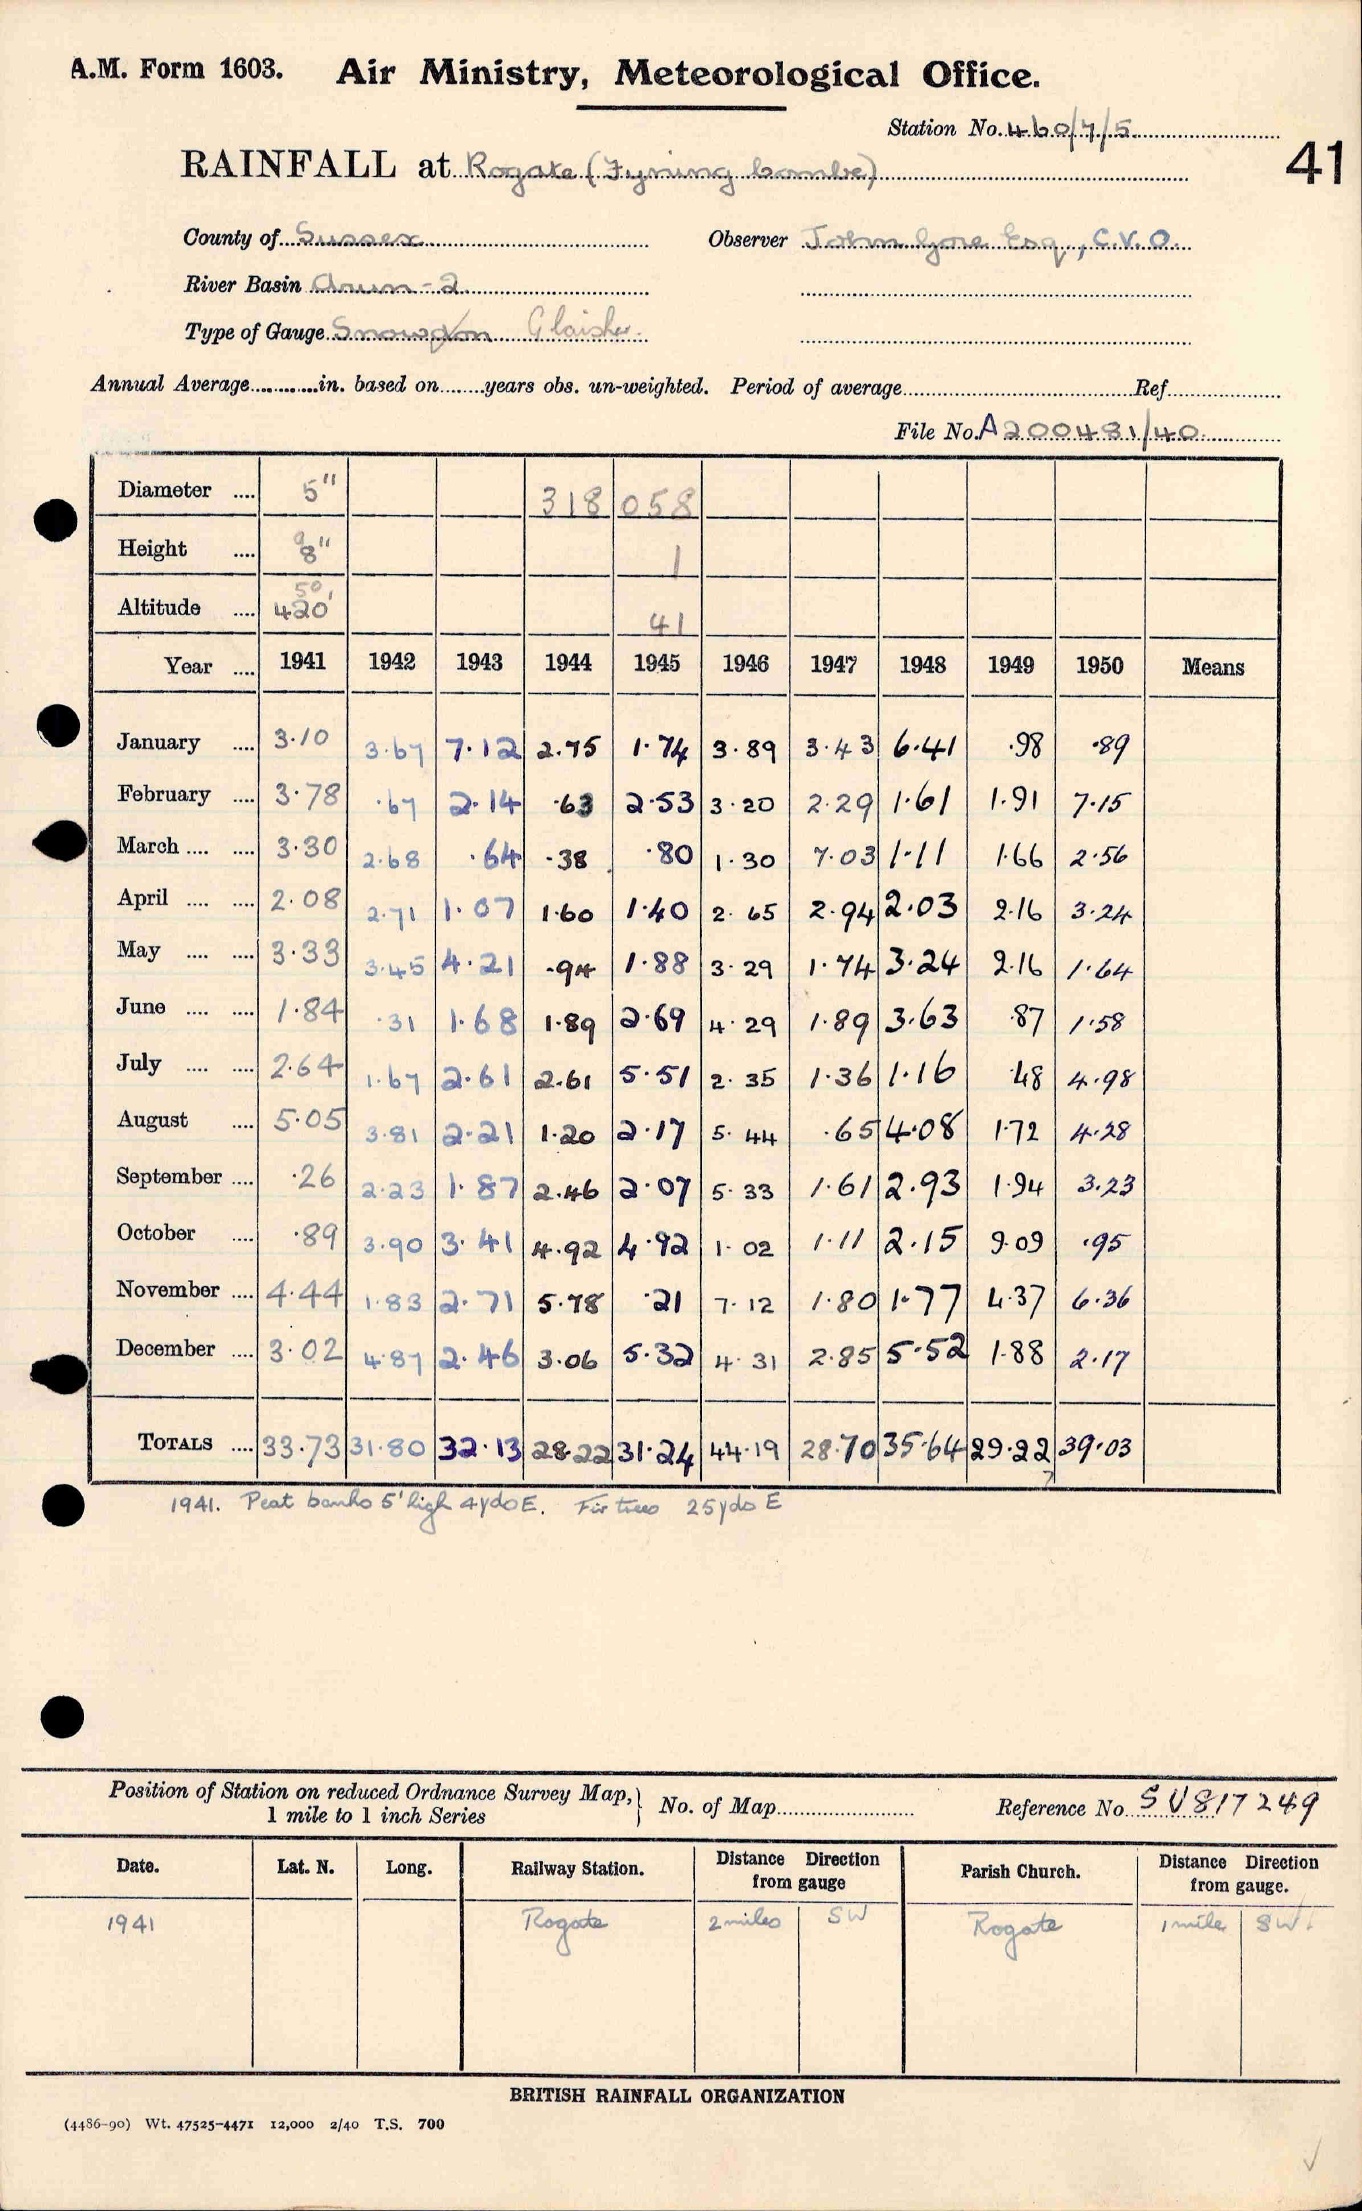 A.M. Form 1603. Air Ministry, Meteorological Office.
Station No. 460/7/5
41
RAINFALL at Rogate (Fyning Combe)
County of Sussex Observer John Gore Esq., C.V.O.
River Basin Arun-2
Type of Gauge Snowdon Glaisher.
Annual Average............in. based on.......years obs. un-weighted. Period of average..........Ref..........
File No. A200481/40
Diameter .... 5" 318 058
Height .... 8" 1
50
Altitude .... 420' 41
Year .... 1941 1942 1943 1944 1945 1946 1947 1948 1949 1950 Means
January .... 3.10 3.67 7.12 2.75 1.74 3.89 3.43 6.41 .98 .89
February .... 3.78 .67 2.14 .63 2.53 3.20 2.29 1.61 1.91 7.15
March .... .... 3.30 2.68 .64 .38 .80 1.30 7.03 1.11 1.66 2.56
April .... .... 2.08 2.71 1.07 1.60 1.40 2.65 2.94 2.03 2.16 3.24
May .... .... 3.33 3.45 4.21 .94 1.88 3.29 1.74 3.24 2.16 1.64
June .... .... 1.84 .31 1.68 1.89 2.69 4.29 1.89 3.63 .87 1.58
July .... .... 2.64 1.67 2.61 2.61 5.51 2.35 1.36 1.16 .48 4.98
August .... 5.05 3.81 2.21 1.20 2.17 5.44 .65 4.08 1.72 4.28
September .... .26 2.23 1.87 2.46 2.07 5.33 1.61 2.93 1.94 3.23
October .... .89 3.90 3.41 4.92 4.92 1.02 1.11 2.15 9.09 .95
November .... 4.44 1.83 2.71 5.78 .21 7.12 1.80 1.77 4.37 6.36
December .... 3.02 4.87 2.46 3.06 5.32 4.31 2.85 5.52 1.88 2.17
TOTALS .... 33.73 31.80 32.13 28.22 31.24 44.19 28.70 35.64 29.22 39.03
1941. Peat banks 5' high 4 yds E. Fir trees 25 yds E
Position of Station on reduced Ordnance Survey Map, 1 mile to 1 inch Series } No. of Map.......... Reference No. SU817249
Date. Lat. N. Long. Railway Station. Distance Direction from gauge Parish Church. Distance Direction from gauge.
1941 Rogate 2 miles SW Rogate 1 mile SW.
BRITISH RAINFALL ORGANIZATION
(4486-90) Wt. 47525-4471 12,000 2/40 T.S. 700